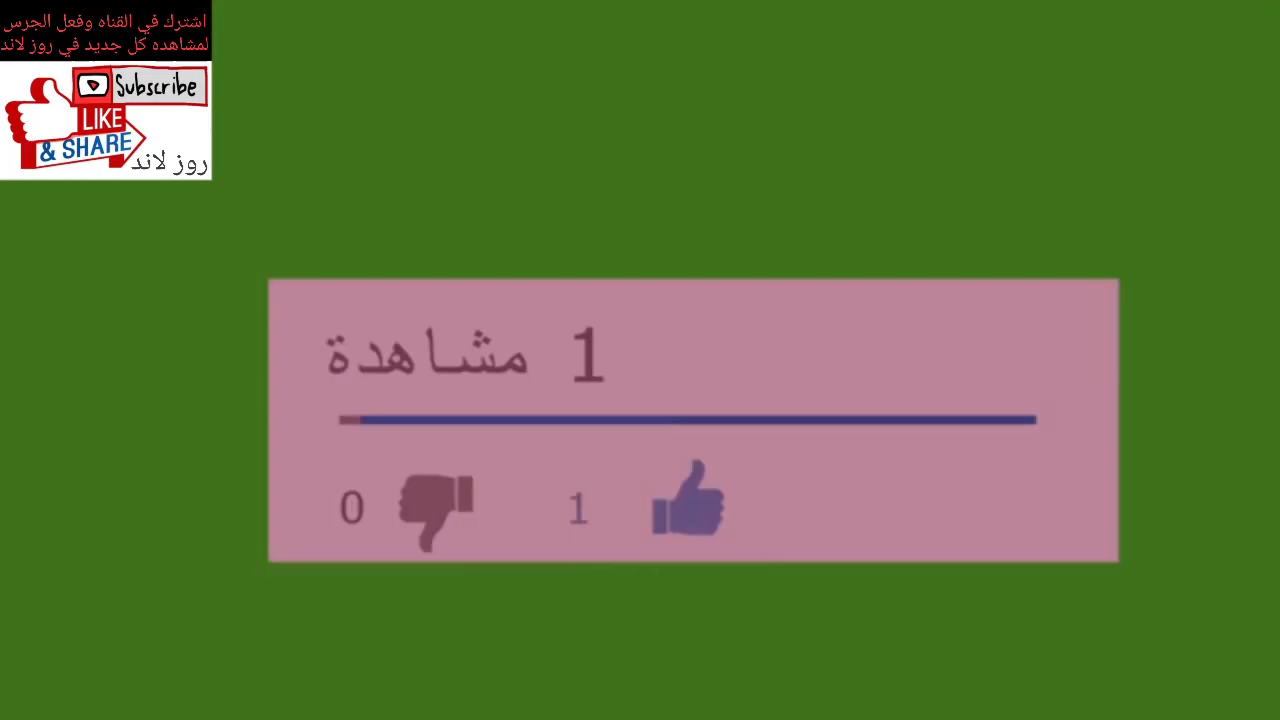 اشترك في القناه وفعل الجرس
لمشاهده كل جديد في روز لاند
Subscribe
LIKE
& SHARE
روز لاند
1 مشاهدة
0 1